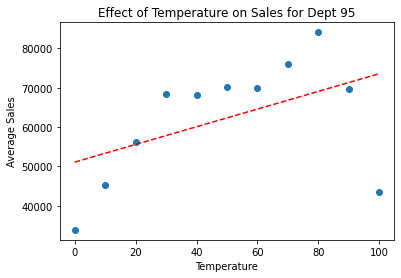 Effect of Temperature on Sales for Dept 95
Average Sales
80000
70000
60000
50000
40000
0 20 40 60 80 100
Temperature